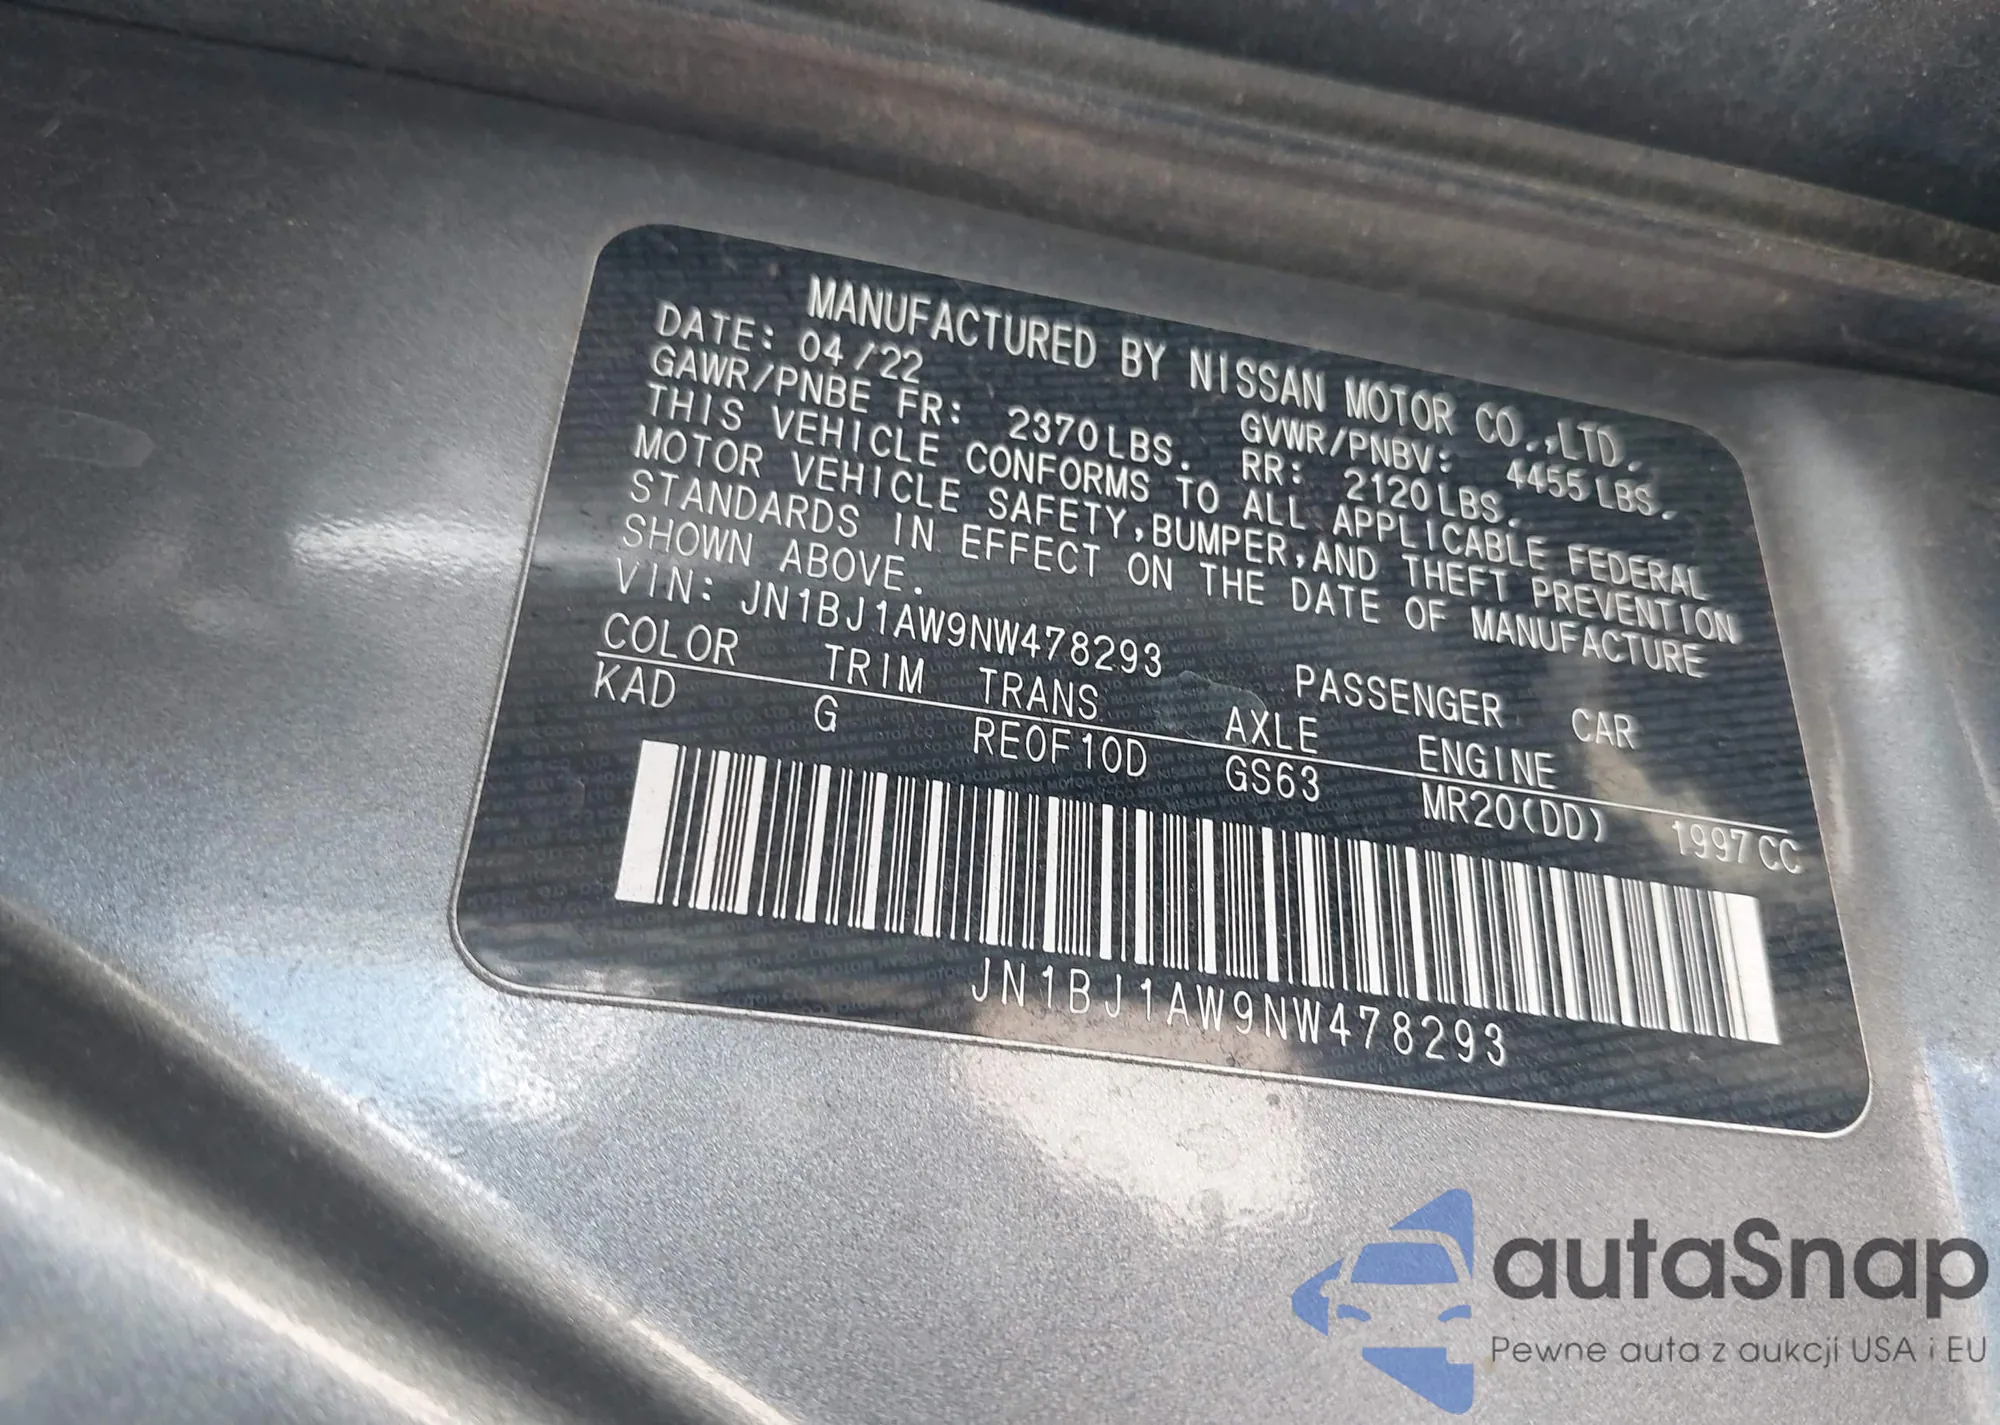 MANUFACTURED BY NISSAN MOTOR CO.,LTD.
DATE: 04/22 GVWR/PNBV: 4455LBS.
GAWR/PNBE FR: 2370LBS. RR: 2120LBS.
THIS VEHICLE CONFORMS TO ALL APPLICABLE FEDERAL
MOTOR VEHICLE SAFETY,BUMPER,AND THEFT PREVENTION
STANDARDS IN EFFECT ON THE DATE OF MANUFACTURE
SHOWN ABOVE.
VIN: JN1BJ1AW9NW478293 PASSENGER CAR
COLOR TRIM TRANS AXLE ENGINE
KAD G RE0F10D GS63 MR20(DD) 1997CC
JN1BJ1AW9NW478293
autaSnap
Pewne auta z aukcji USA i EU